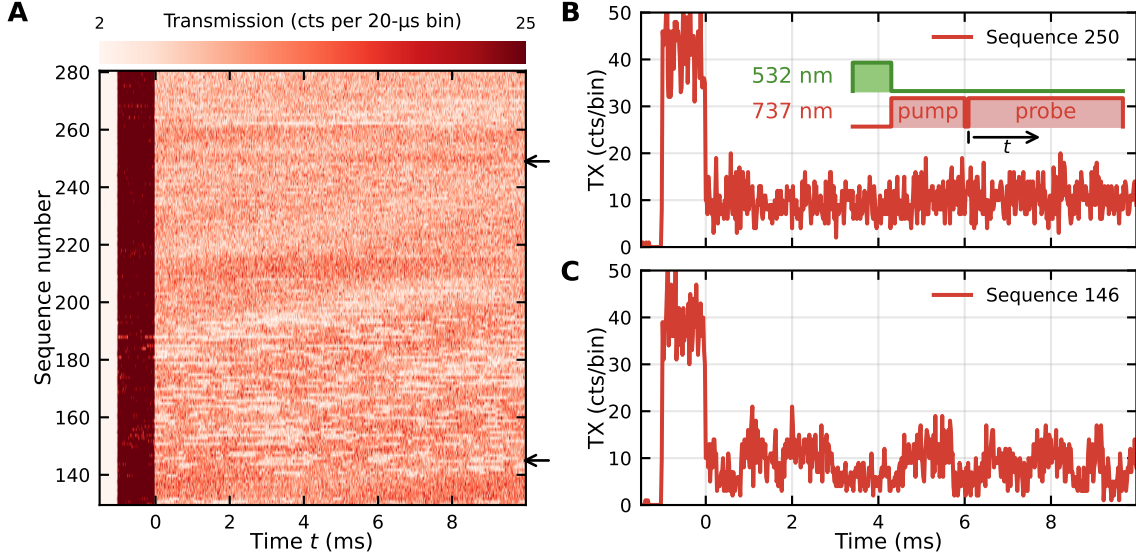 A
Transmission (cts per 20-μs bin)
2
25
Sequence number
280
260
240
220
200
180
160
140
0
2
4
6
8
Time t (ms)
B
TX (cts/bin)
50
40
30
20
10
0
Sequence 250
532 nm
737 nm
pump
probe
t
C
TX (cts/bin)
50
40
30
20
10
0
Sequence 146
0
2
4
6
8
Time (ms)